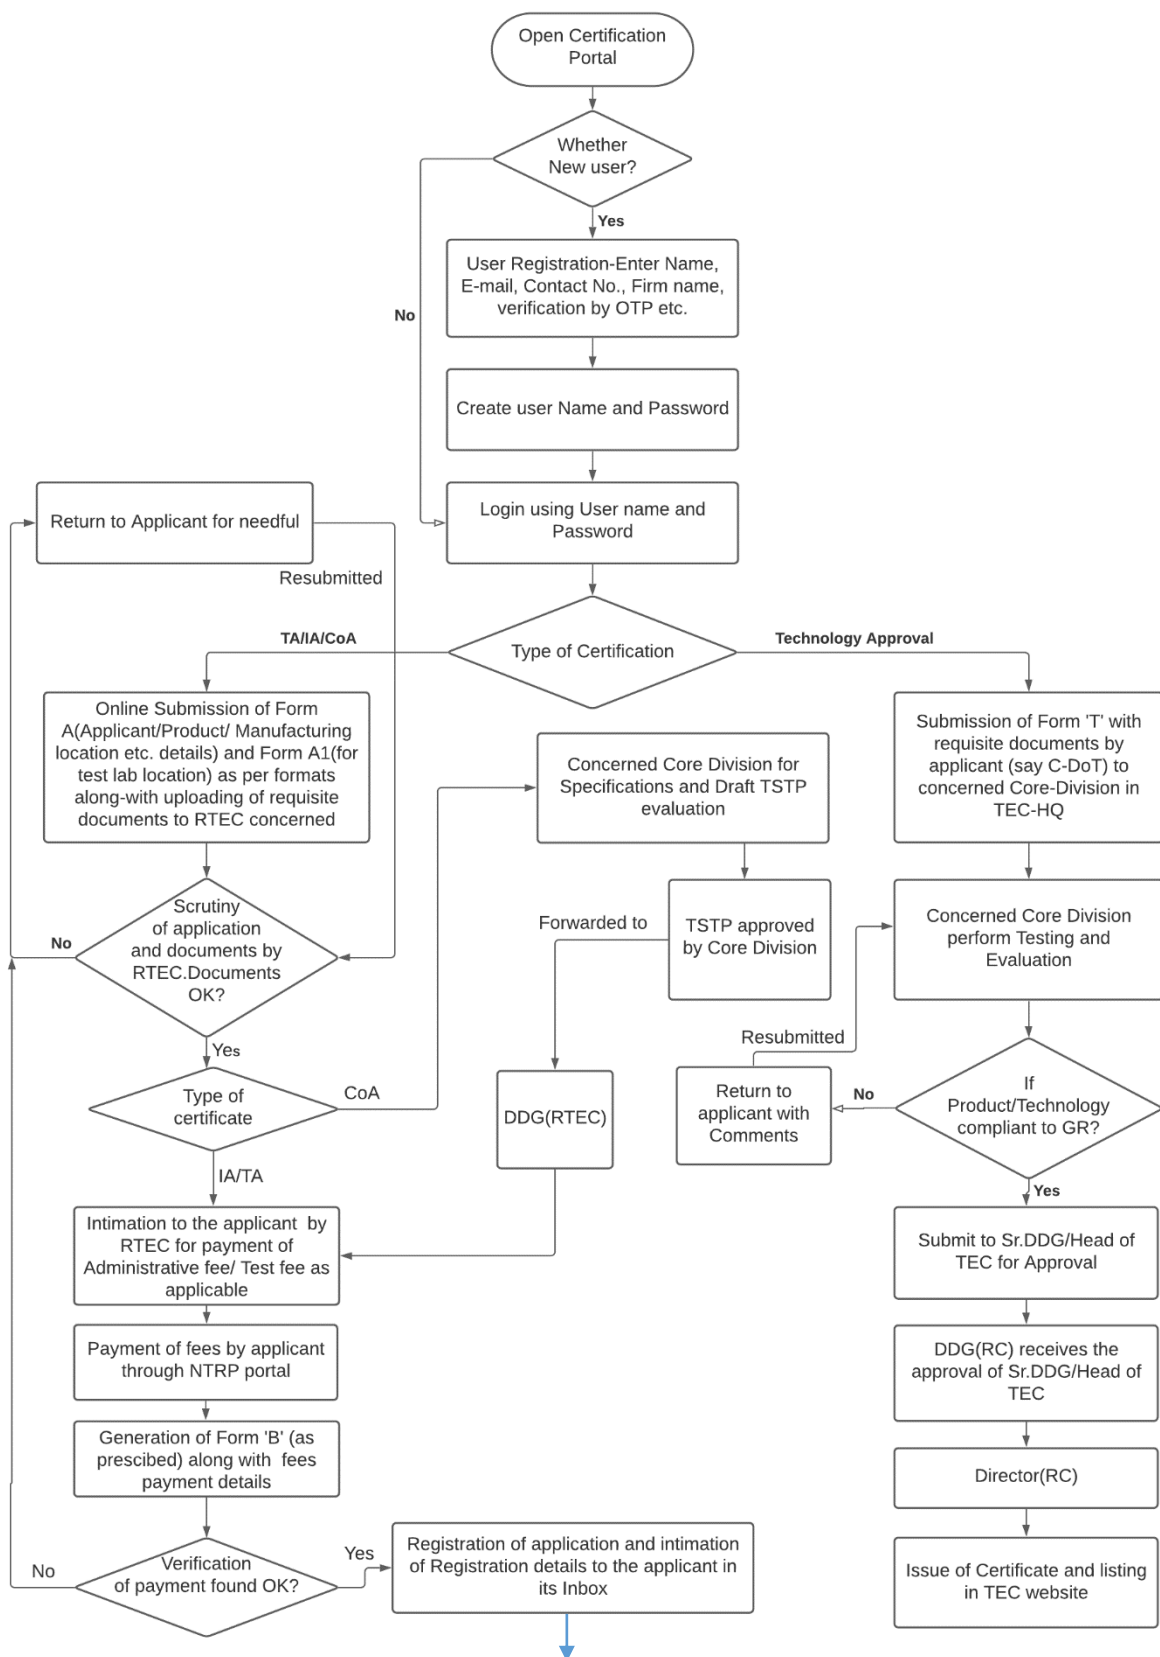 Open Certification
Portal
Whether
New user?
Yes
No
User Registration-Enter Name,
E-mail, Contact No., Firm name,
verification by OTP etc.
Create user Name and Password
Login using User name and
Password
Return to Applicant for needful
Resubmitted
Type of Certification
TA/IA/CoA
Technology Approval
Online Submission of Form
A(Applicant/Product/ Manufacturing
location etc. details) and Form A1(for
test lab location) as per formats
along-with uploading of requisite
documents to RTEC concerned
Concerned Core Division for
Specifications and Draft TSTP
evaluation
Submission of Form 'T' with
requisite documents by
applicant (say C-DoT) to
concerned Core-Division in
TEC-HQ
Scrutiny
of application
and documents by
RTEC.Documents
OK?
No
Yes
Forwarded to
TSTP approved
by Core Division
Concerned Core Division
perform Testing and
Evaluation
Resubmitted
Type of
certificate
CoA
IA/TA
DDG(RTEC)
Return to
applicant with
Comments
No
If
Product/Technology
compliant to GR?
Yes
Intimation to the applicant by
RTEC for payment of
Administrative fee/ Test fee as
applicable
Submit to Sr.DDG/Head of
TEC for Approval
Payment of fees by applicant
through NTRP portal
DDG(RC) receives the
approval of Sr.DDG/Head of
TEC
Generation of Form 'B' (as
prescibed) along with fees
payment details
Director(RC)
Verification
of payment found OK?
No
Yes
Registration of application and intimation
of Registration details to the applicant in
its Inbox
Issue of Certificate and listing
in TEC website